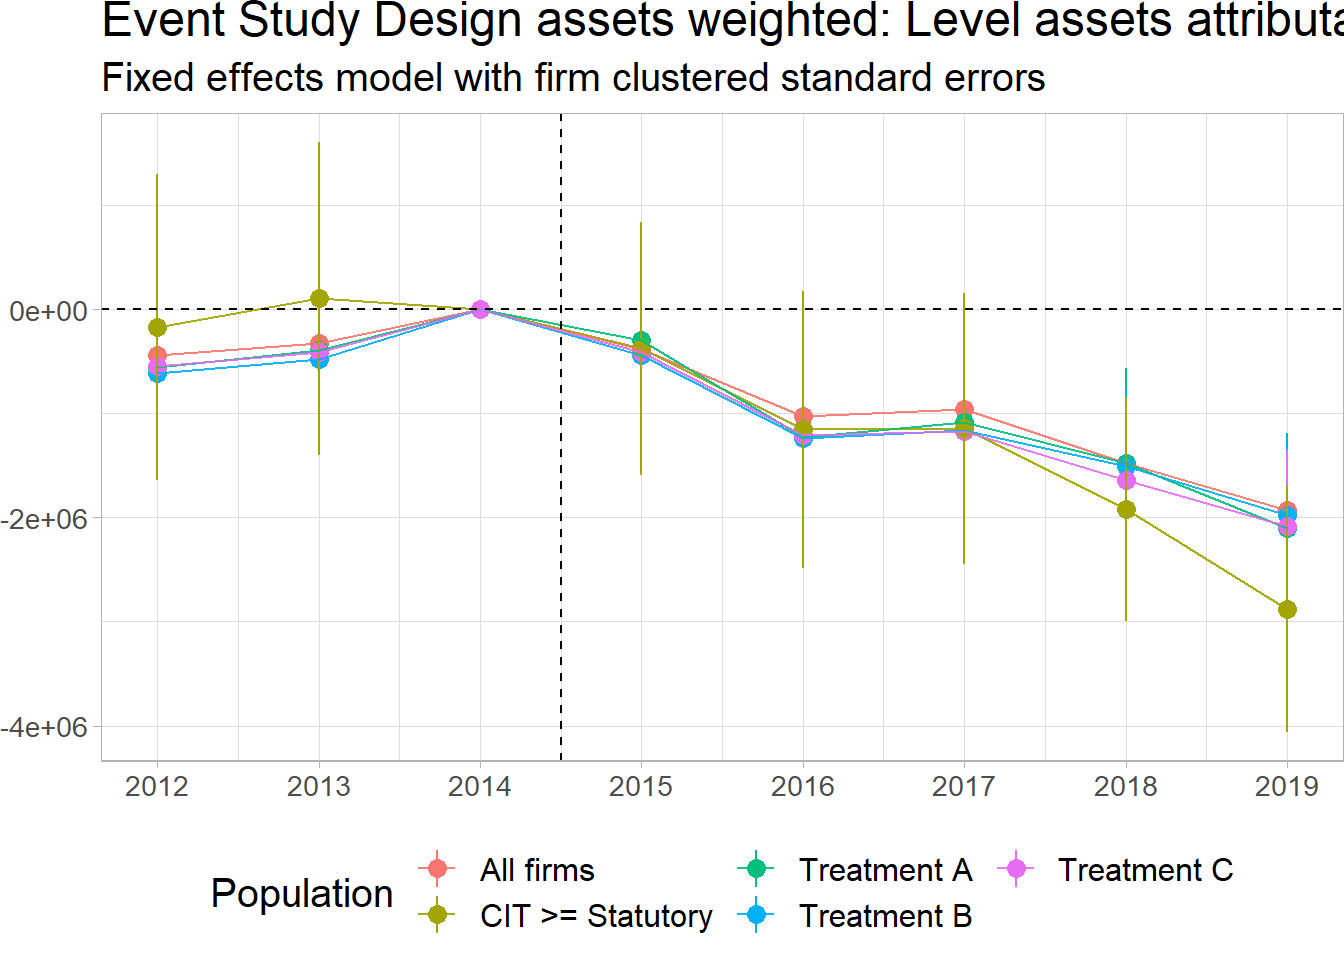 Event Study Design assets weighted: Level assets
Fixed effects model with firm clustered standard errors
0e+00
-2e+06
-4e+06
2012 2013 2014 2015 2016 2017 2018 2019
Population
All firms
CIT >= Statutory
Treatment A
Treatment B
Treatment C